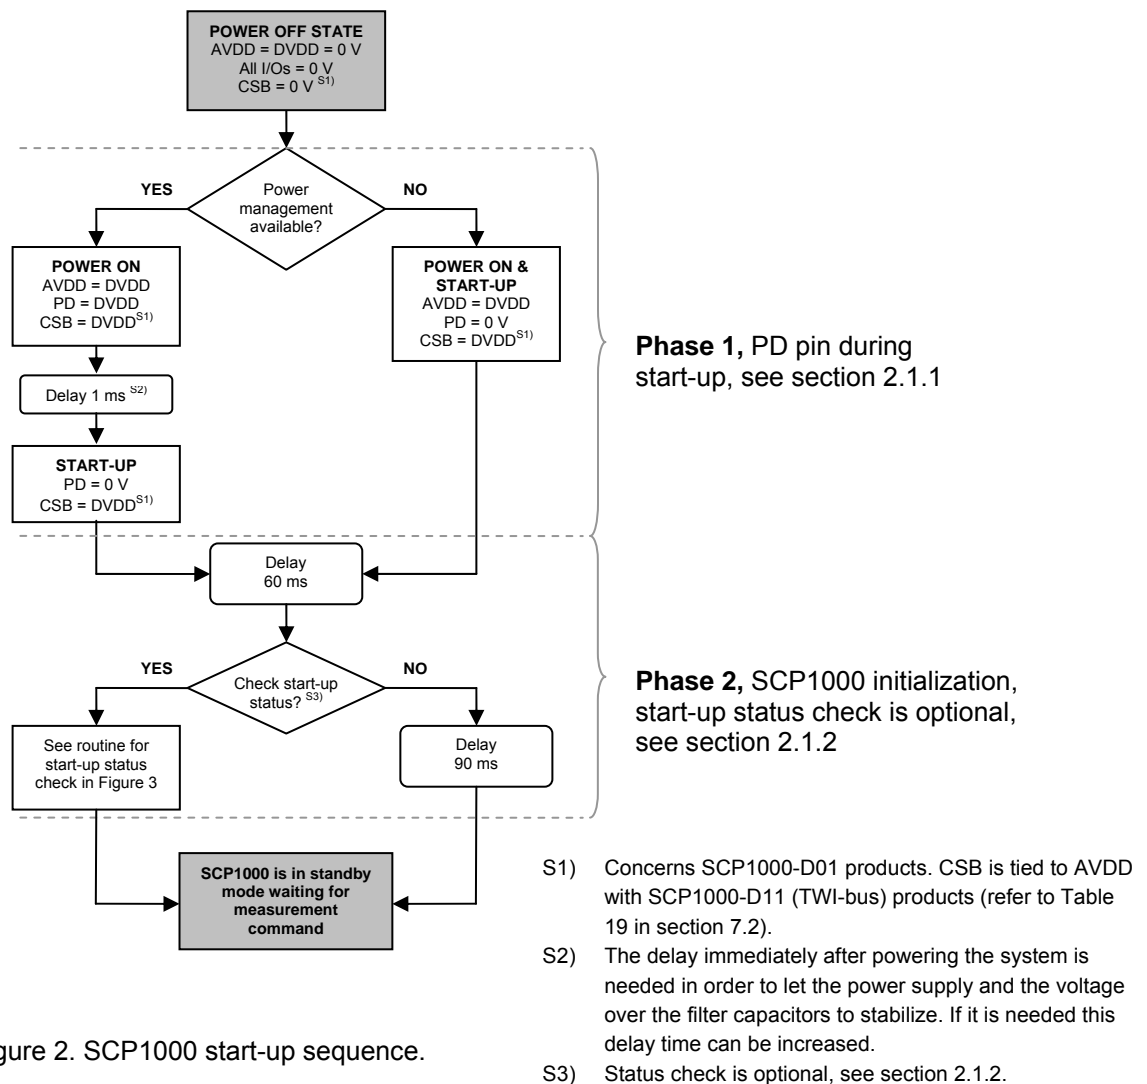 POWER OFF STATE
AVDD = DVDD = 0 V
All I/Os = 0 V
CSB = 0 V S1)
YES
Power
management
available?
NO
POWER ON
AVDD = DVDD
PD = DVDD
CSB = DVDD S1)
POWER ON &
START-UP
AVDD = DVDD
PD = 0 V
CSB = DVDD S1)
Delay 1 ms S2)
START-UP
PD = 0 V
CSB = DVDD S1)
Phase 1, PD pin during
start-up, see section 2.1.1
Delay
60 ms
YES
Check start-up
status? S3)
NO
See routine for
start-up status
check in Figure 3
Delay
90 ms
Phase 2, SCP1000 initialization,
start-up status check is optional,
see section 2.1.2
SCP1000 is in standby
mode waiting for
measurement
command
S1) Concerns SCP1000-D01 products. CSB is tied to AVDD
with SCP1000-D11 (TWI-bus) products (refer to Table
19 in section 7.2).
S2) The delay immediately after powering the system is
needed in order to let the power supply and the voltage
over the filter capacitors to stabilize. If it is needed this
delay time can be increased.
S3) Status check is optional, see section 2.1.2.
gure 2. SCP1000 start-up sequence.